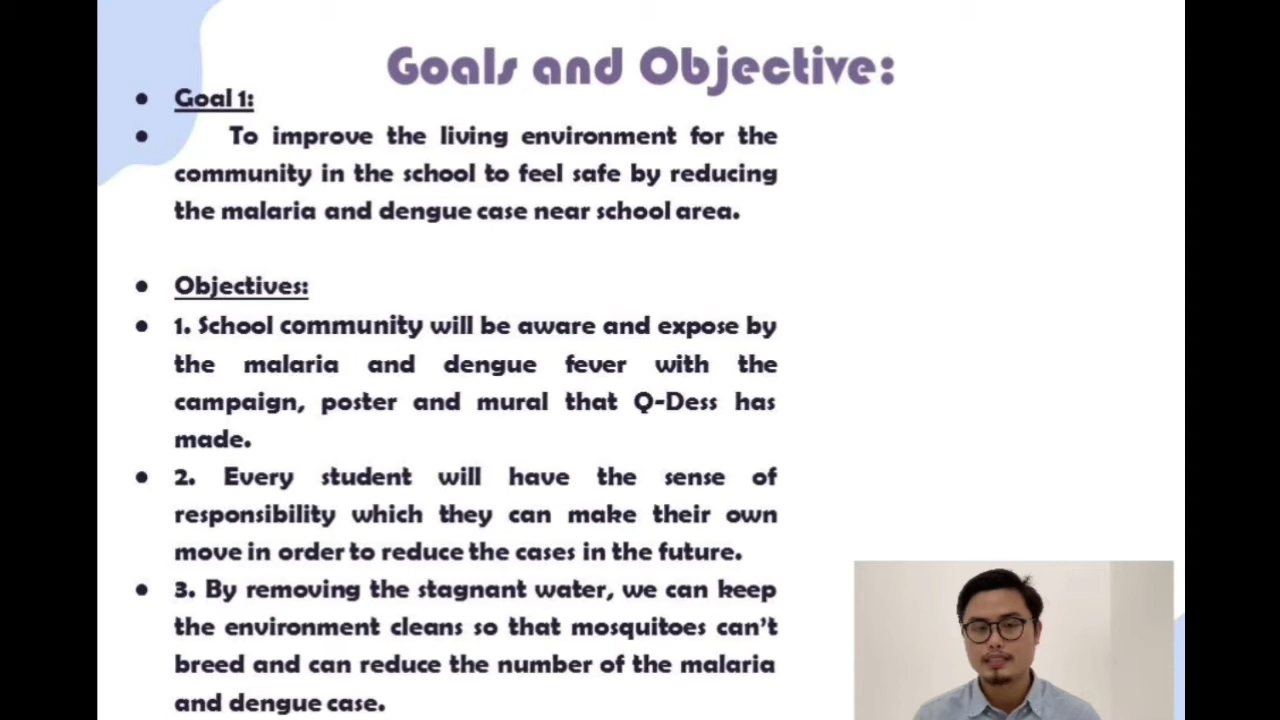 Goals and Objective:
Goal 1:
To improve the living environment for the
community in the school to feel safe by reducing
the malaria and dengue case near school area.
Objectives:
1. School community will be aware and expose by
the malaria and dengue fever with the
campaign, poster and mural that Q-Dess has
made.
2. Every student will have the sense of
responsibility which they can make their own
move in order to reduce the cases in the future.
3. By removing the stagnant water, we can keep
the environment cleans so that mosquitoes can't
breed and can reduce the number of the malaria
and dengue case.